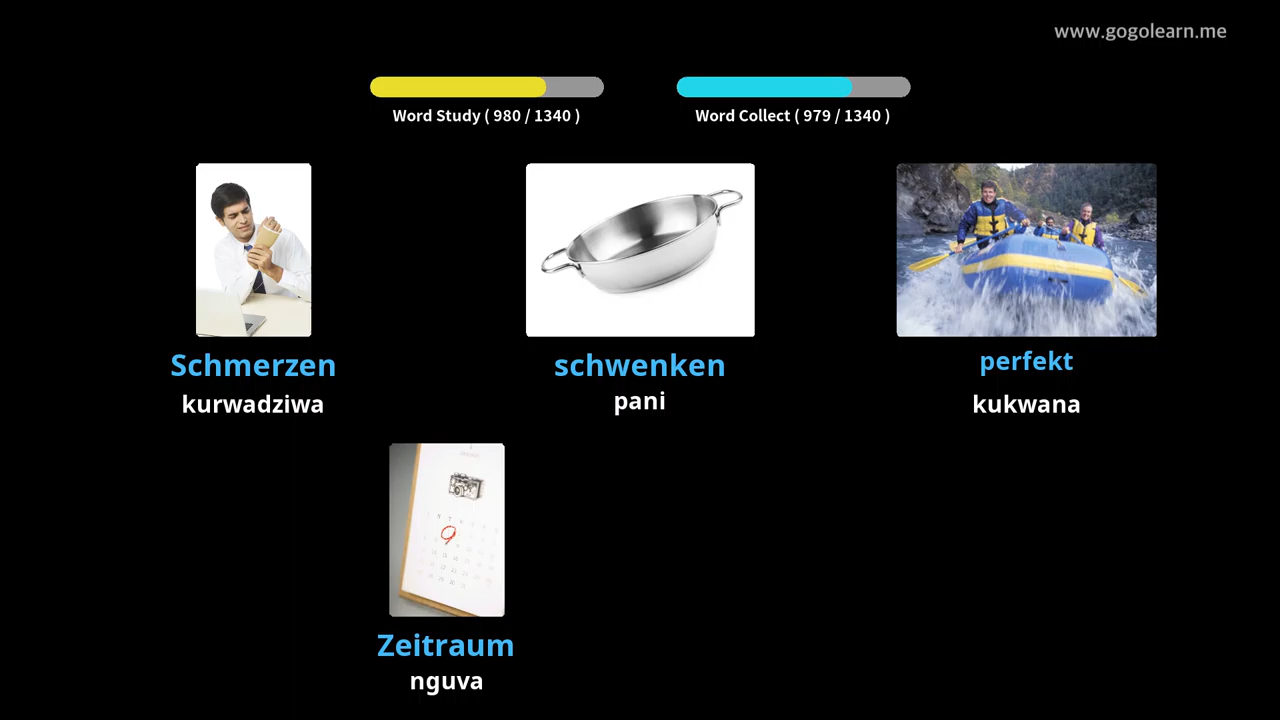 www.gogolearn.me
Word Study ( 980 / 1340 )
Word Collect ( 979 / 1340 )
Schmerzen
kurwadziwa
schwenken
pani
perfekt
kukwana
Zeitraum
nguva